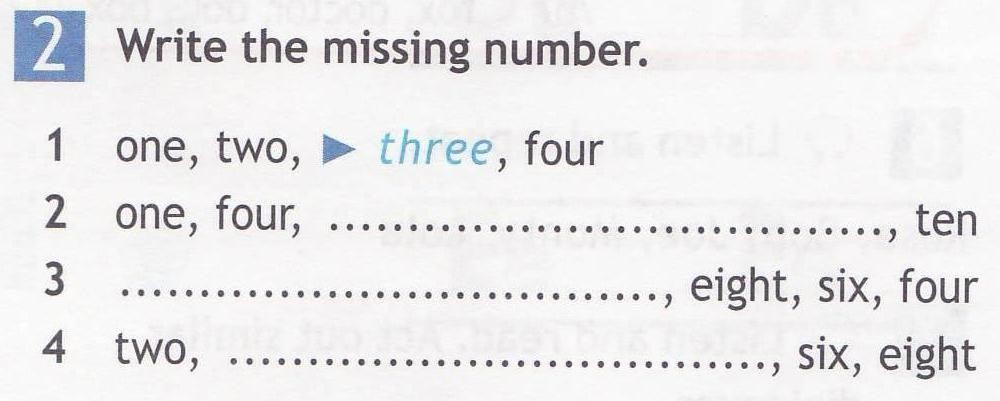 2 Write the missing number.
1 one, two, ▶ three, four
2 one, four, ......................................, ten
3 ....................................., eight, six, four
4 two, ....................................., six, eight